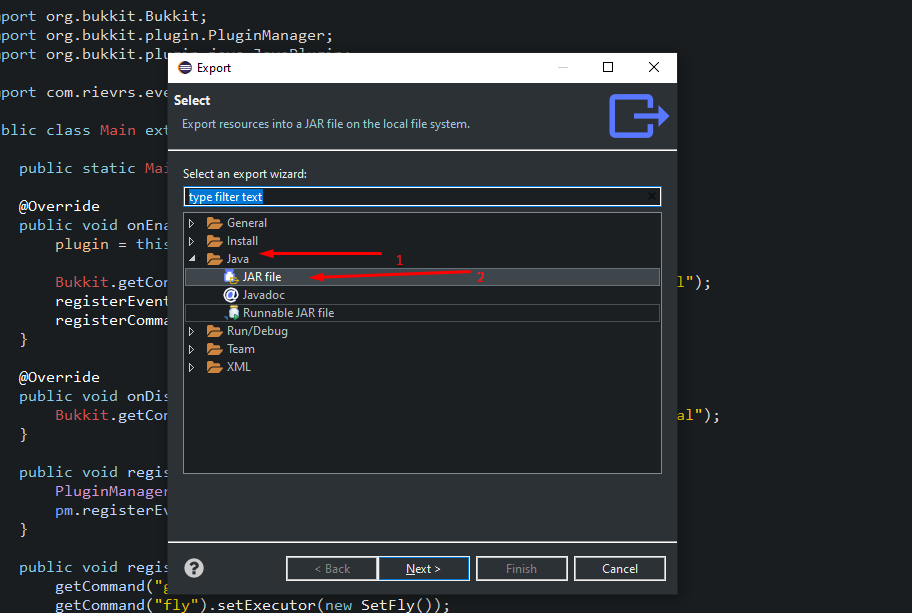 port org.bukkit.Bukkit;
port org.bukkit.plugin.PluginManager;
port org.bukkit.plu
Export
port com.rievrs.eve
Select
Export resources into a JAR file on the local file system.
blic class Main ext
public static Mai
Select an export wizard:
type filter text
@Override
public void onEna
plugin = this
General
Install
Java
1
JAR file
2
Javadoc
Runnable JAR file
Run/Debug
Team
XML
Bukkit.getCon
l");
registerEvent
registerComma
}
@Override
public void onDis
Bukkit.getCon
al");
}
public void regis
PluginManager
pm.registerEv
}
public void regis
?
< Back
Next >
Finish
Cancel
getCommand("g
getCommand("fly").setExecutor(new SetFly());